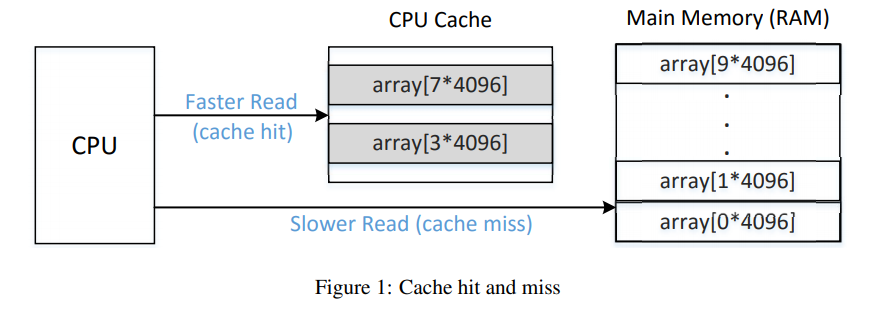 CPU Cache
Main Memory (RAM)
CPU
Faster Read
(cache hit)
array[7*4096]
array[3*4096]
Slower Read (cache miss)
array[9*4096]
.
.
.
array[1*4096]
array[0*4096]
Figure 1: Cache hit and miss